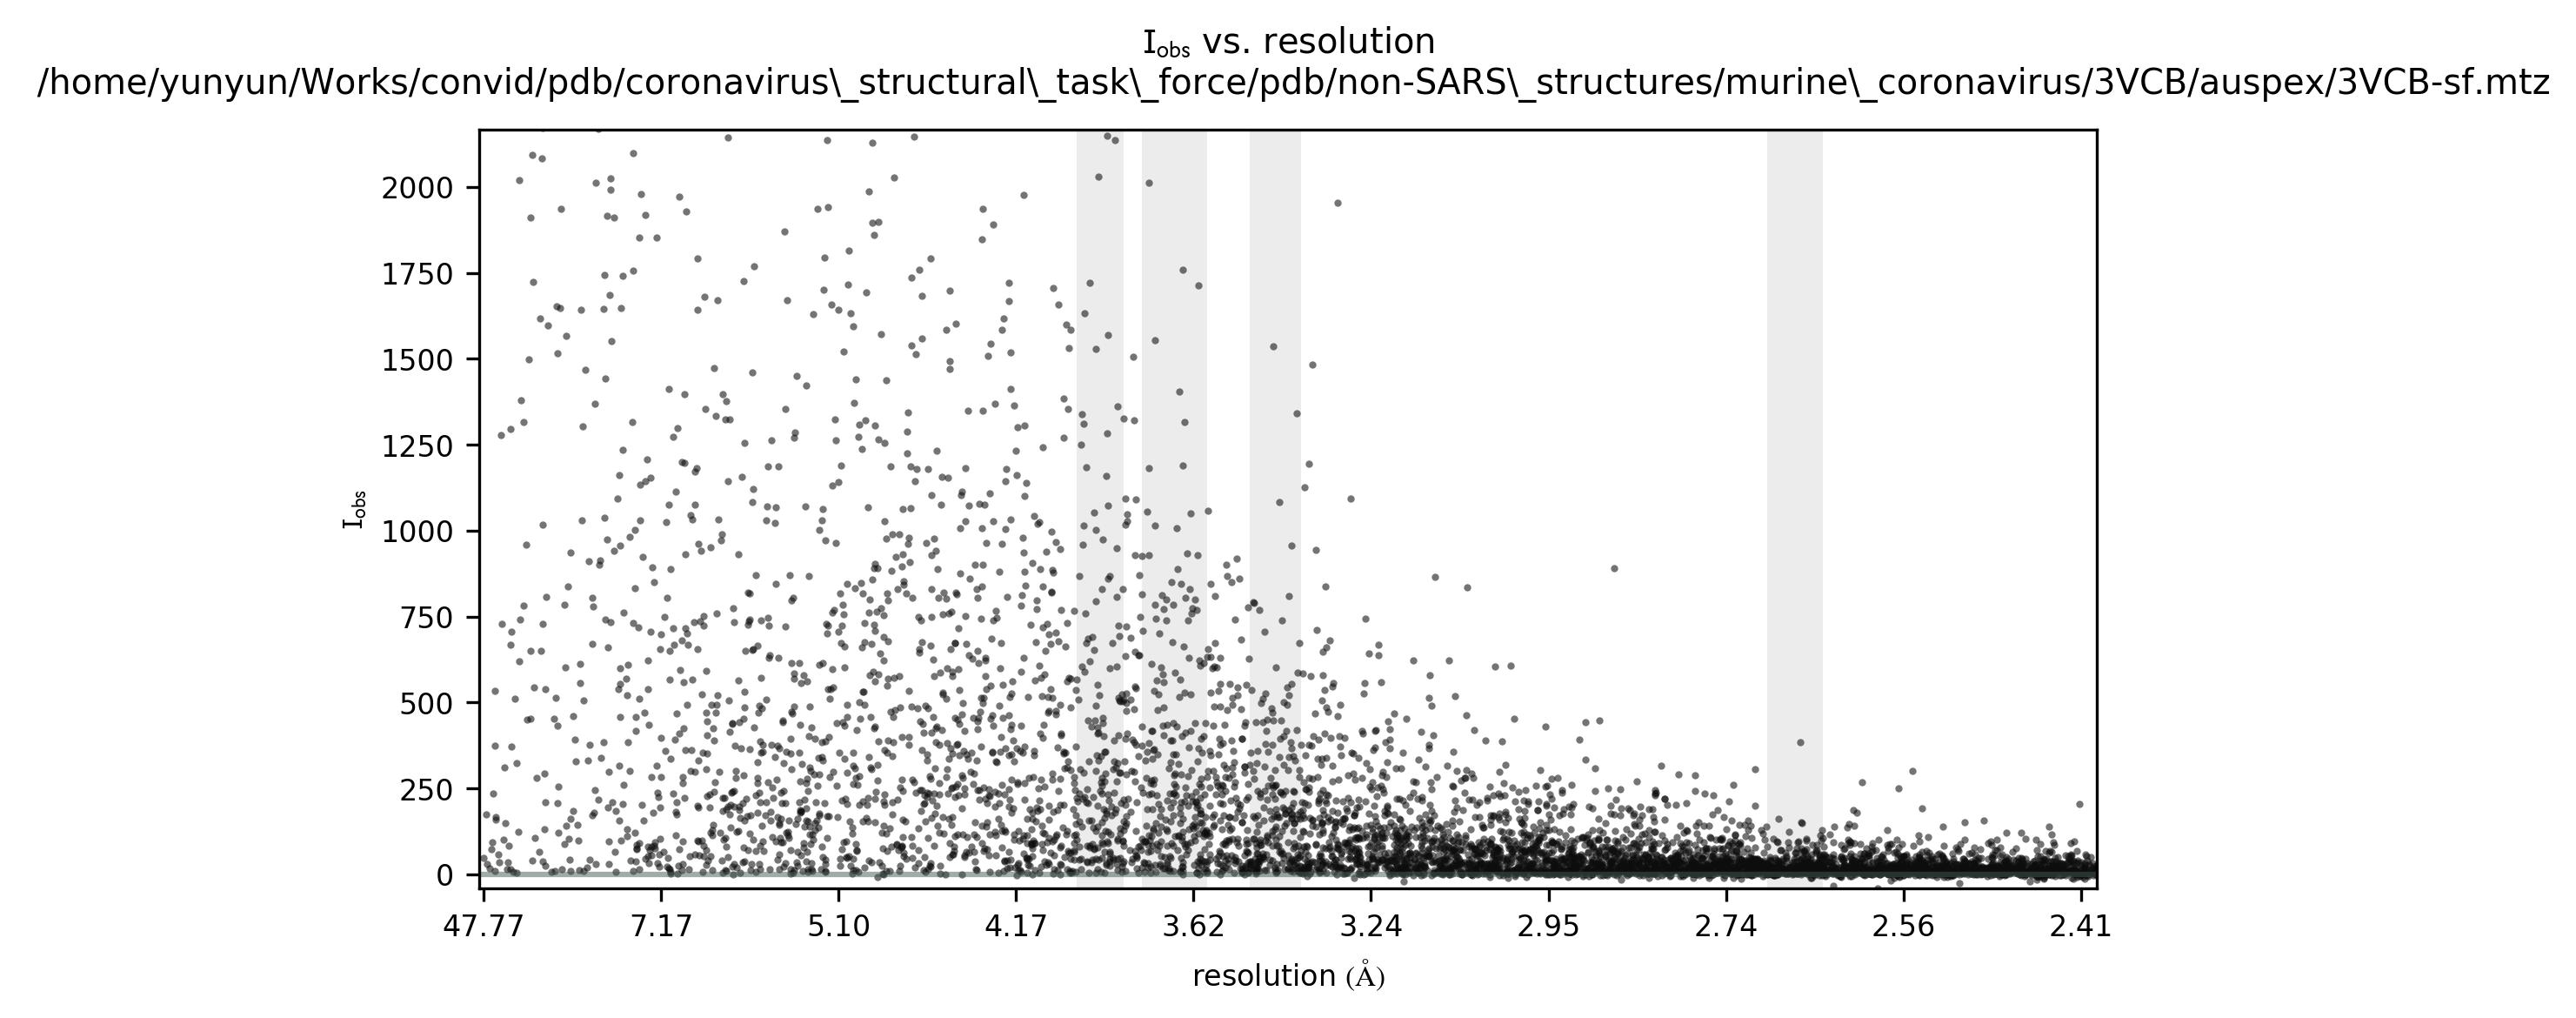 I_obs vs. resolution
/home/yunyun/Works/convid/pdb/coronavirus\_structural\_task\_force/pdb/non-SARS\_structures/murine\_coronavirus/3VCB/auspex/3VCB-sf.mtz
2000
1750
1500
1250
1000
750
500
250
0
I_obs
47.77 7.17 5.10 4.17 3.62 3.24 2.95 2.74 2.56 2.41
resolution (Å)